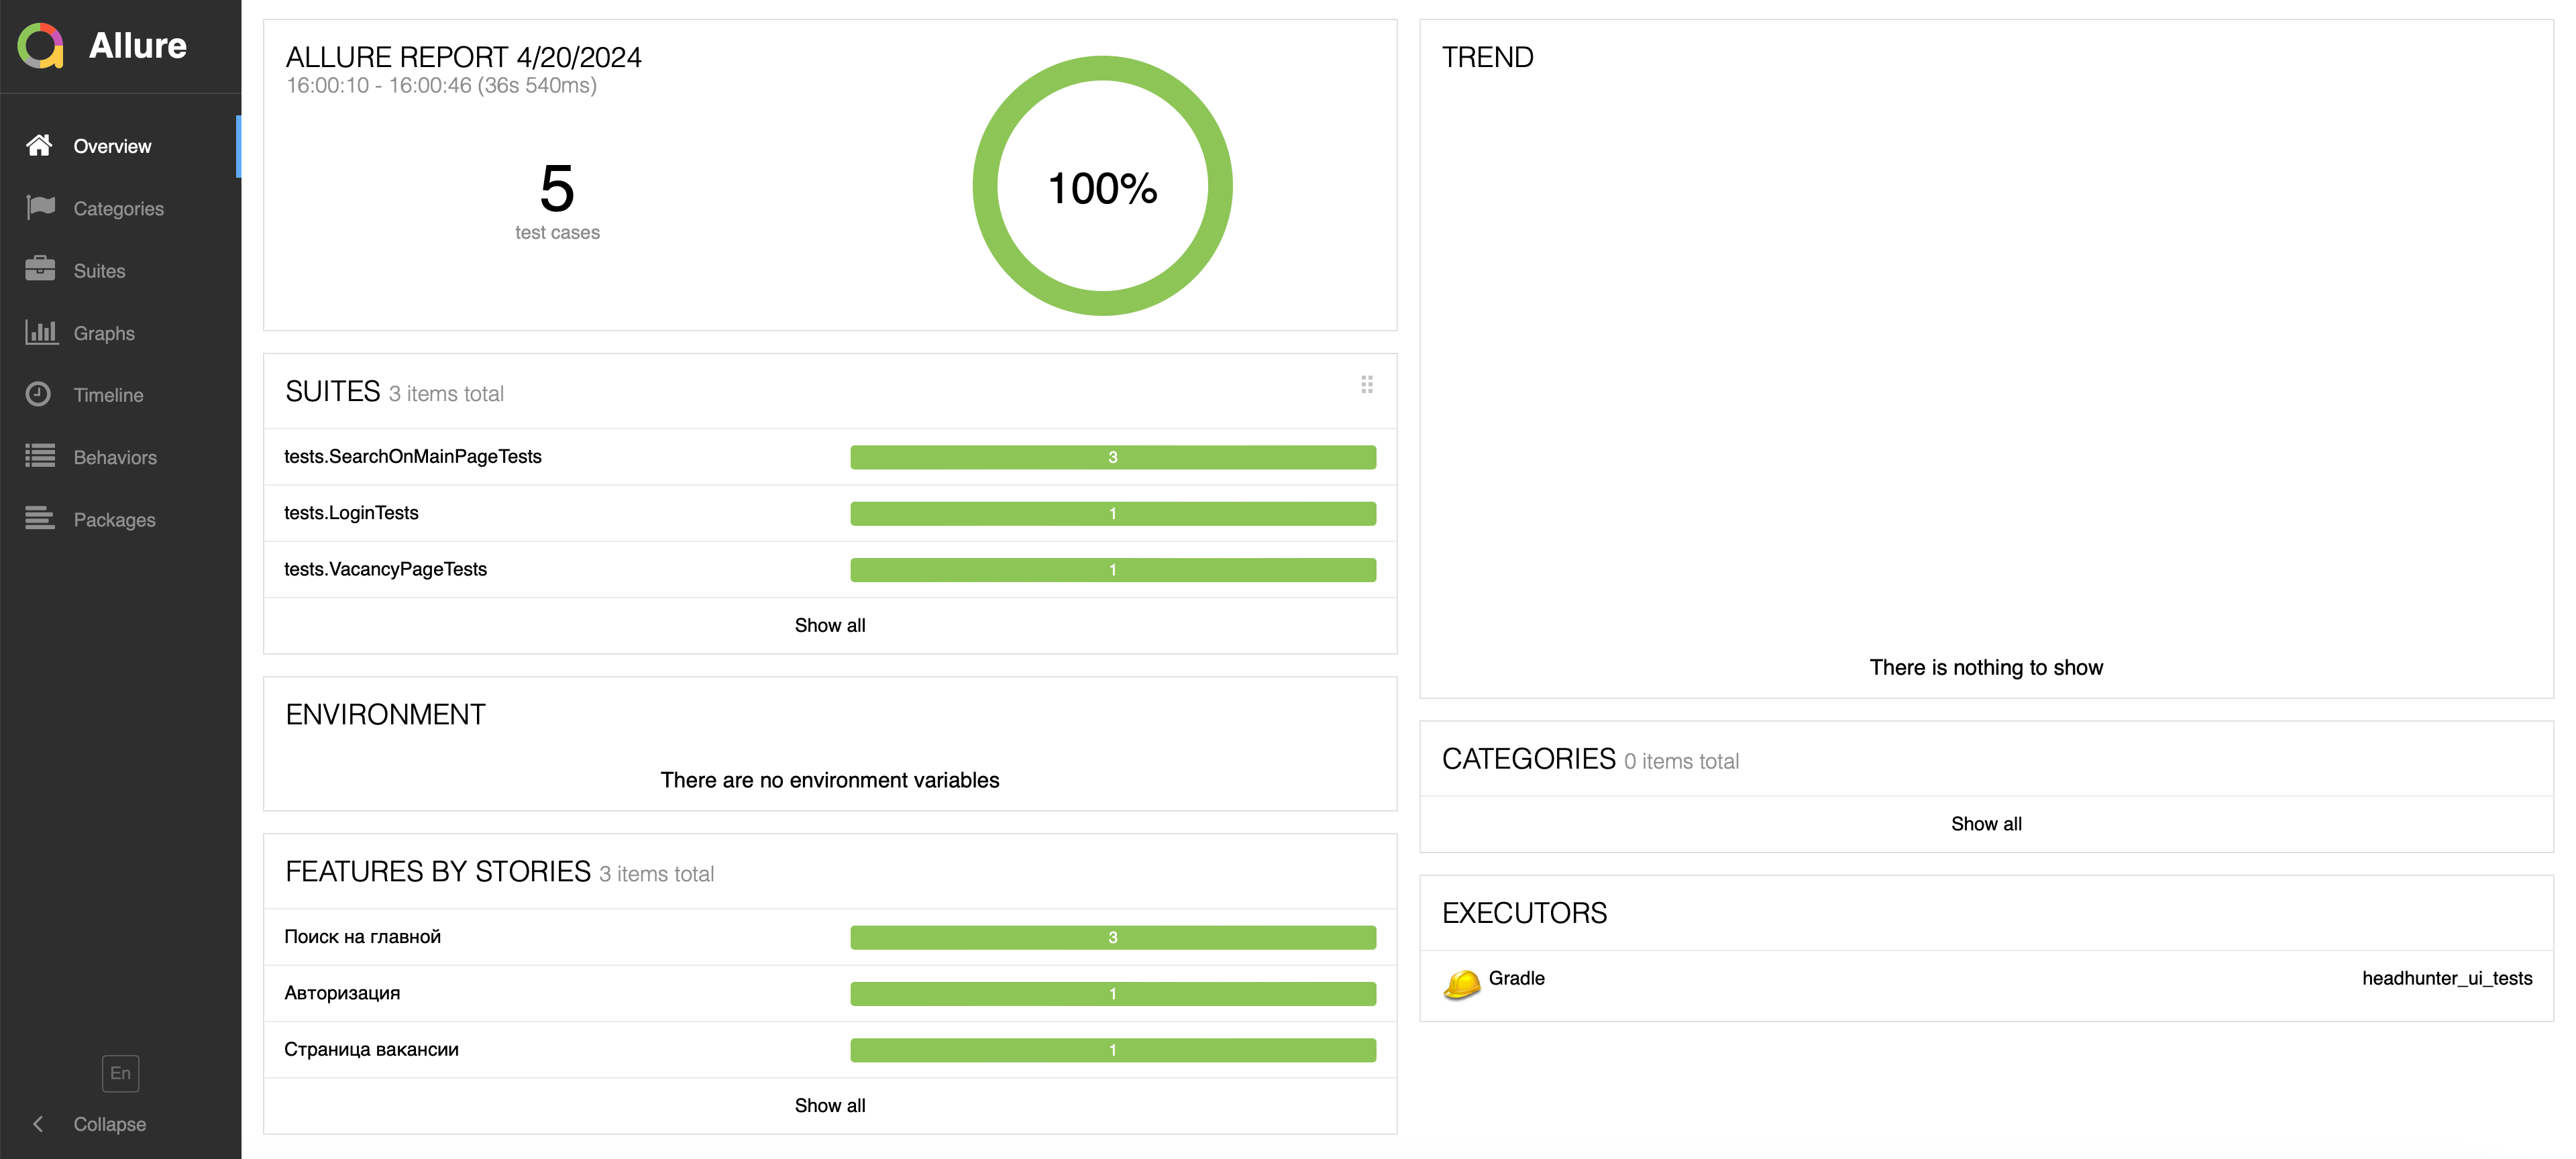 Allure
Overview
Categories
Suites
Graphs
Timeline
Behaviors
Packages
En
Collapse
ALLURE REPORT 4/20/2024
16:00:10 - 16:00:46 (36s 540ms)
5
test cases
100%
SUITES 3 items total
tests.SearchOnMainPageTests 3
tests.LoginTests 1
tests.VacancyPageTests 1
Show all
ENVIRONMENT
There are no environment variables
FEATURES BY STORIES 3 items total
Поиск на главной 3
Авторизация 1
Страница вакансии 1
Show all
TREND
There is nothing to show
CATEGORIES 0 items total
Show all
EXECUTORS
Gradle headhunter_ui_tests